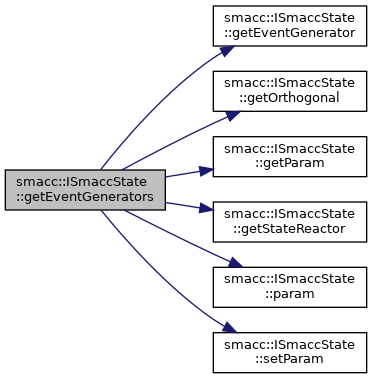 smacc::ISmaccState
::getEventGenerators
smacc::ISmaccState
::getEventGenerator
smacc::ISmaccState
::getOrthogonal
smacc::ISmaccState
::getParam
smacc::ISmaccState
::getStateReactor
smacc::ISmaccState
::param
smacc::ISmaccState
::setParam